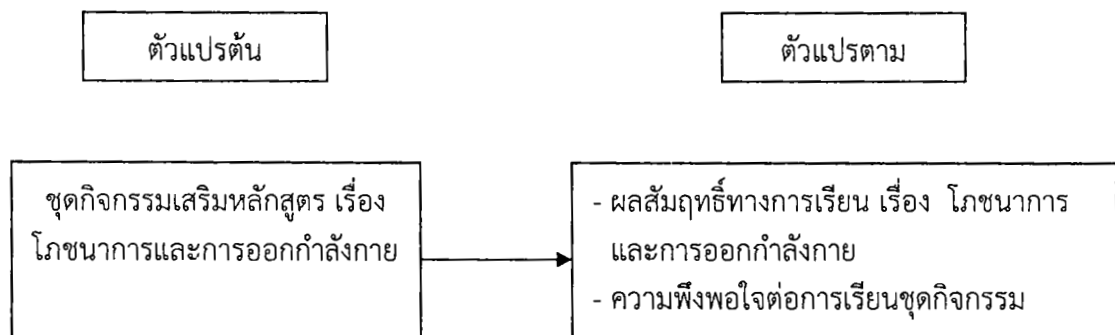 ตัวแปรต้น
ตัวแปรตาม
ชุดกิจกรรมเสริมหลักสูตร เรื่อง
โภชนาการและการออกกำลังกาย
- ผลสัมฤทธิ์ทางการเรียน เรื่อง โภชนาการ
และการออกกำลังกาย
- ความพึงพอใจต่อการเรียนชุดกิจกรรม